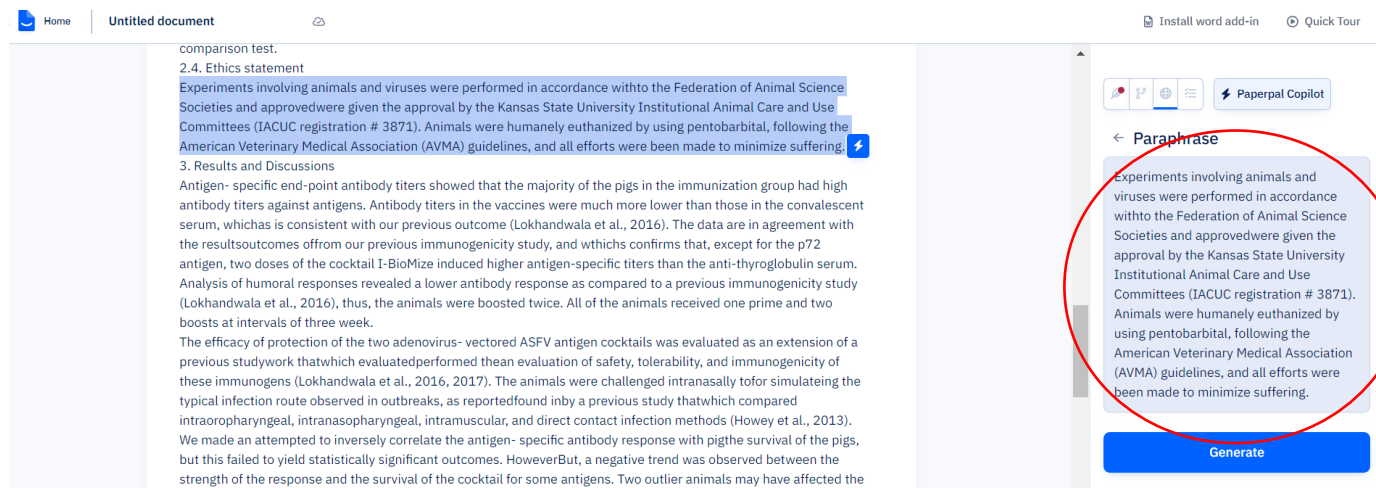 Home
Untitled document
Install word add-in
Quick Tour
comparison test.
2.4. Ethics statement
Experiments involving animals and viruses were performed in accordance withto the Federation of Animal Science
Societies and approvedwere given the approval by the Kansas State University Institutional Animal Care and Use
Committees (IACUC registration # 3871). Animals were humanely euthanized by using pentobarbital, following the
American Veterinary Medical Association (AVMA) guidelines, and all efforts were been made to minimize suffering.
3. Results and Discussions
Antigen- specific end-point antibody titers showed that the majority of the pigs in the immunization group had high
antibody titers against antigens. Antibody titers in the vaccines were much more lower than those in the convalescent
serum, whichas is consistent with our previous outcome (Lokhandwala et al., 2016). The data are in agreement with
the resultsoutcomes offrom our previous immunogenicity study, and wthichs confirms that, except for the p72
antigen, two doses of the cocktail I-BioMize induced higher antigen-specific titers than the anti-thyroglobulin serum.
Analysis of humoral responses revealed a lower antibody response as compared to a previous immunogenicity study
(Lokhandwala et al., 2016), thus, the animals were boosted twice. All of the animals received one prime and two
boosts at intervals of three week.
The efficacy of protection of the two adenovirus- vectored ASFV antigen cocktails was evaluated as an extension of a
previous studywork thatwhich evaluatedperformed thean evaluation of safety, tolerability, and immunogenicity of
these immunogens (Lokhandwala et al., 2016, 2017). The animals were challenged intranasally tofor simulateing the
typical infection route observed in outbreaks, as reportedfound inby a previous study thatwhich compared
intraoropharyngeal, intranasopharyngeal, intramuscular, and direct contact infection methods (Howey et al., 2013).
We made an attempted to inversely correlate the antigen- specific antibody response with pigthe survival of the pigs,
but this failed to yield statistically significant outcomes. HoweverBut, a negative trend was observed between the
strength of the response and the survival of the cocktail for some antigens. Two outlier animals may have affected the
Paperpal Copilot
Paraphrase
Experiments involving animals and
viruses were performed in accordance
withto the Federation of Animal Science
Societies and approvedwere given the
approval by the Kansas State University
Institutional Animal Care and Use
Committees (IACUC registration # 3871).
Animals were humanely euthanized by
using pentobarbital, following the
American Veterinary Medical Association
(AVMA) guidelines, and all efforts were
been made to minimize suffering.
Generate